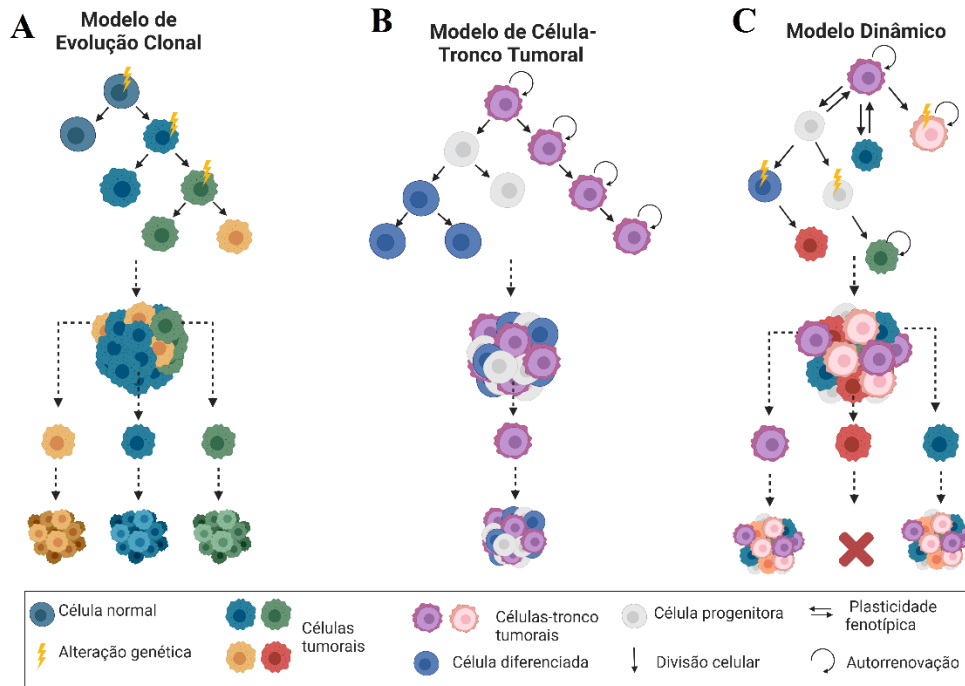 A
Modelo de
Evolução Clonal
B
Modelo de Célula-
Tronco Tumoral
C
Modelo Dinâmico
Célula normal
Alteração genética
Células
tumorais
Células-tronco
tumorais
Célula diferenciada
Célula progenitora
Divisão celular
Plasticidade
fenotípica
Autorrenovação